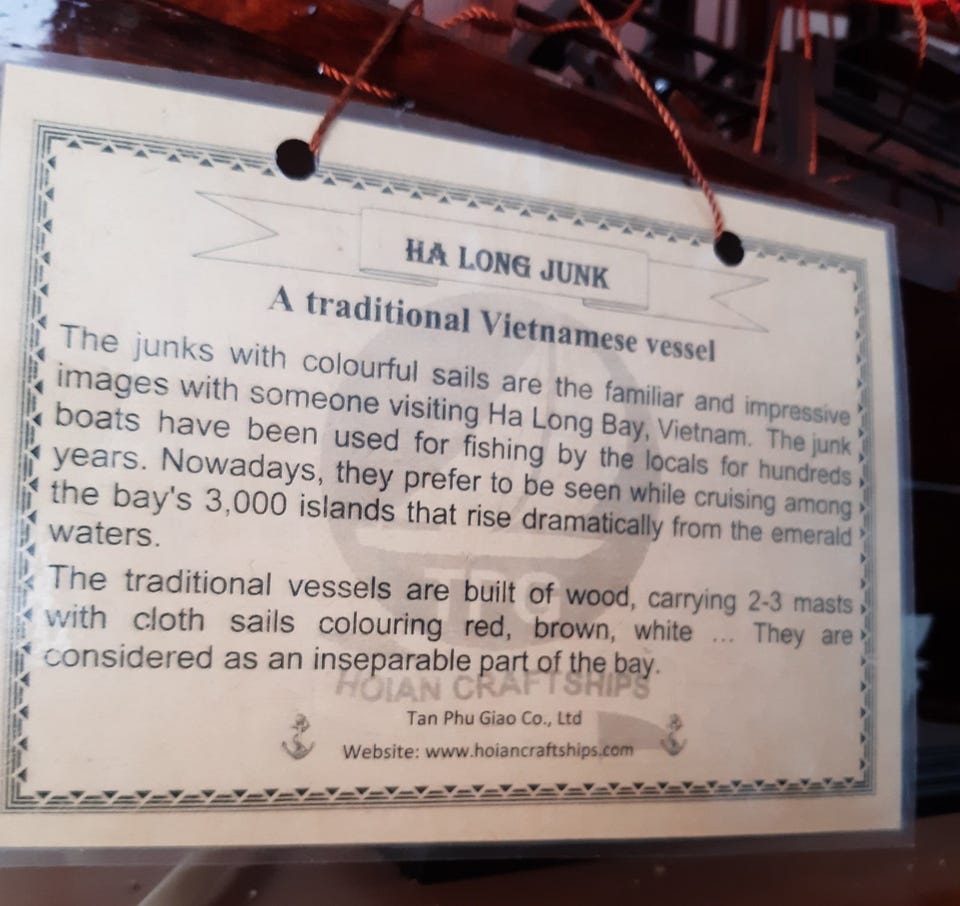 HA LONG JUNK
A traditional Vietnamese vessel
The junks with colourful sails are the familiar and impressive
images with someone visiting Ha Long Bay, Vietnam. The junk
boats have been used for fishing by the locals for hundreds
years. Nowadays, they prefer to be seen while cruising among
the bay's 3,000 islands that rise dramatically from the emerald
waters.
The traditional vessels are built of wood, carrying 2-3 masts
with cloth sails colouring red, brown, white ... They are
considered as an inseparable part of the bay.
TPG
HOIAN CRAFTSHIPS
Tan Phu Giao Co., Ltd
Website: www.hoiancraftships.com